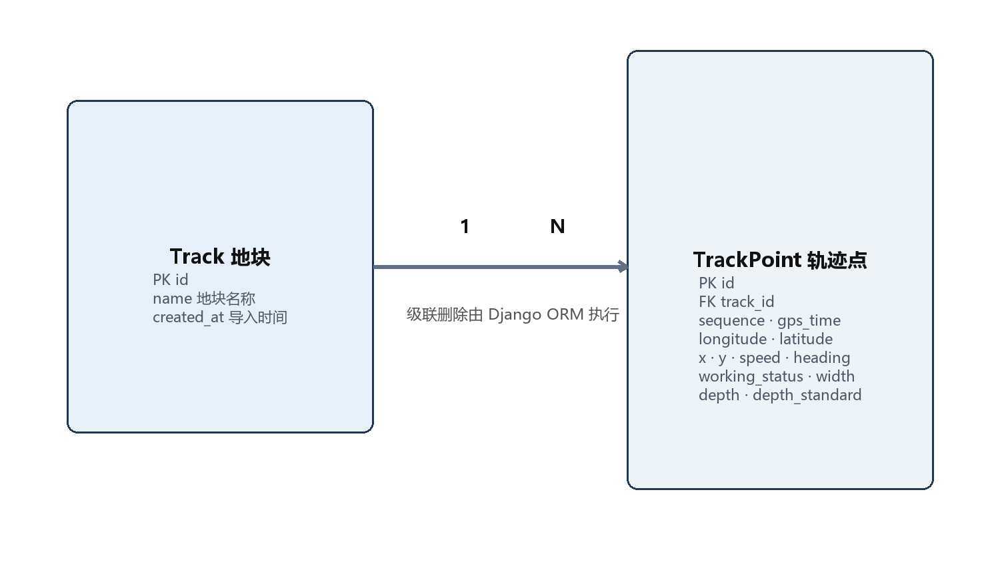 Track 地块
PK id
name 地块名称
created_at 导入时间
1
N
级联删除由 Django ORM 执行
TrackPoint 轨迹点
PK id
FK track_id
sequence · gps_time
longitude · latitude
x · y · speed · heading
working_status · width
depth · depth_standard